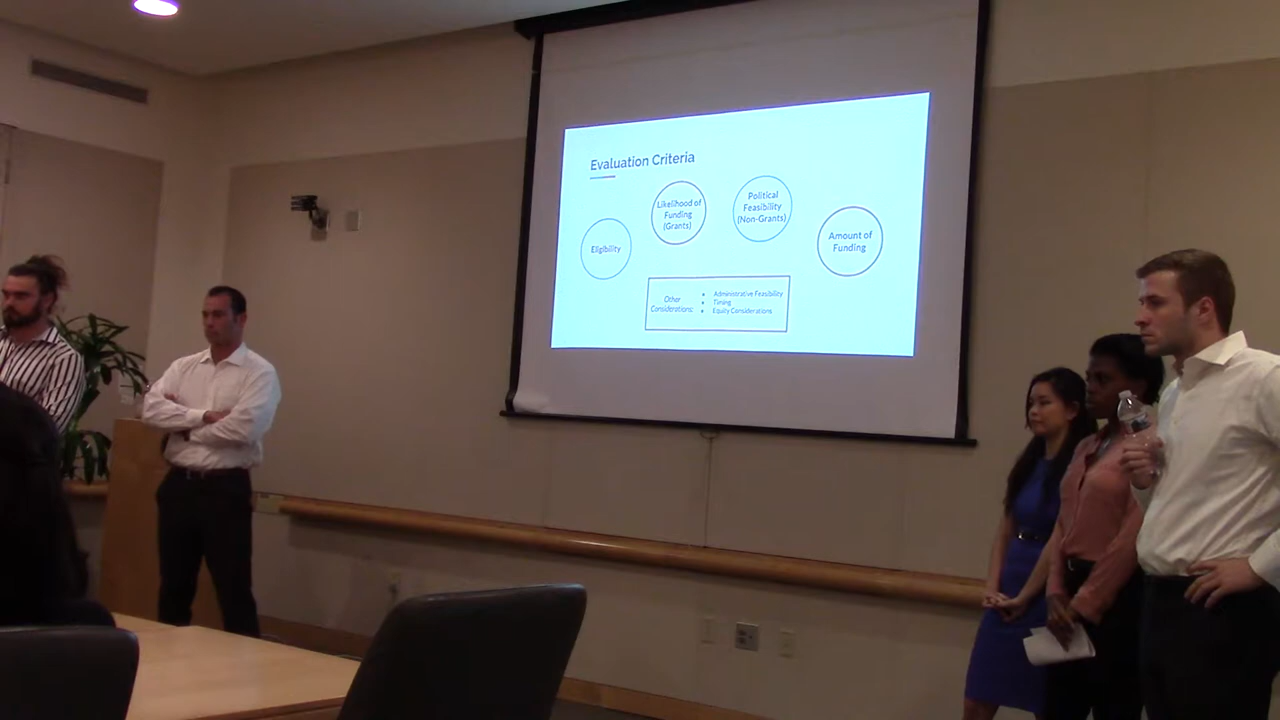 Evaluation Criteria
Eligibility
Likelihood of
Funding
(Grants)
Political
Feasibility
(Non-Grants)
Amount of
Funding
Other
Considerations:
Administrative Feasibility
Timing
Equity Considerations